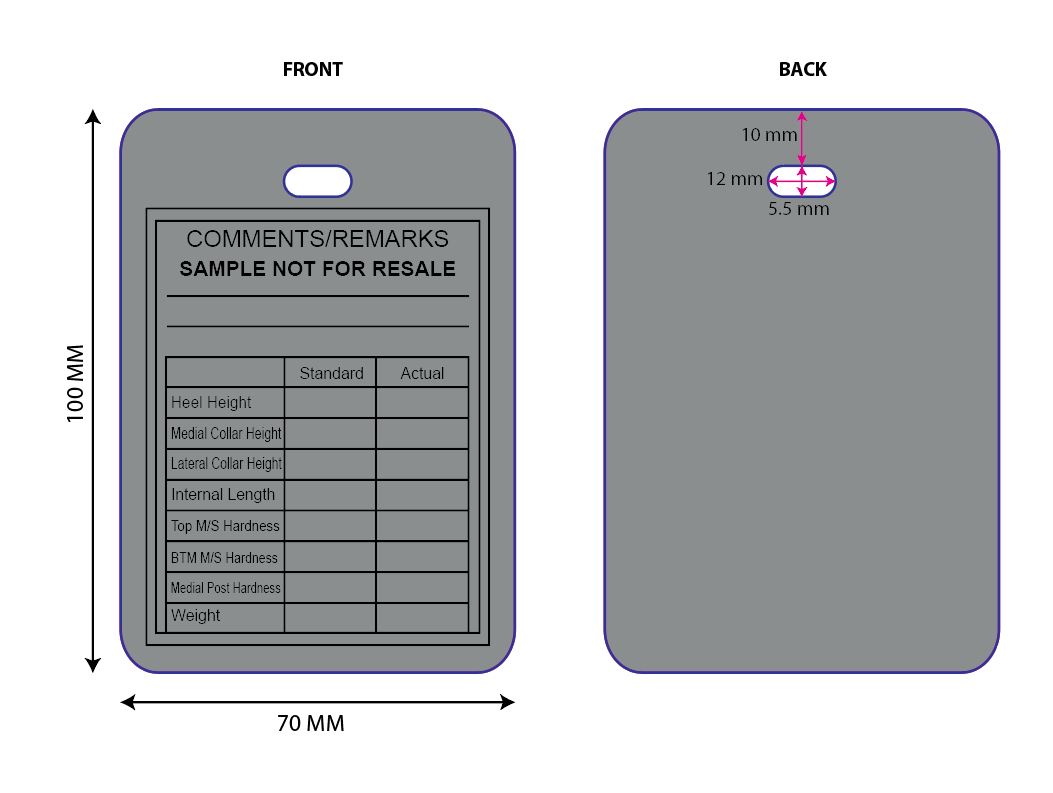 FRONT
BACK
10 mm
12 mm
5.5 mm
COMMENTS/REMARKS
SAMPLE NOT FOR RESALE
Standard Actual
Heel Height
Medial Collar Height
Lateral Collar Height
Internal Length
Top M/S Hardness
BTM M/S Hardness
Medial Post Hardness
Weight
100 MM
70 MM